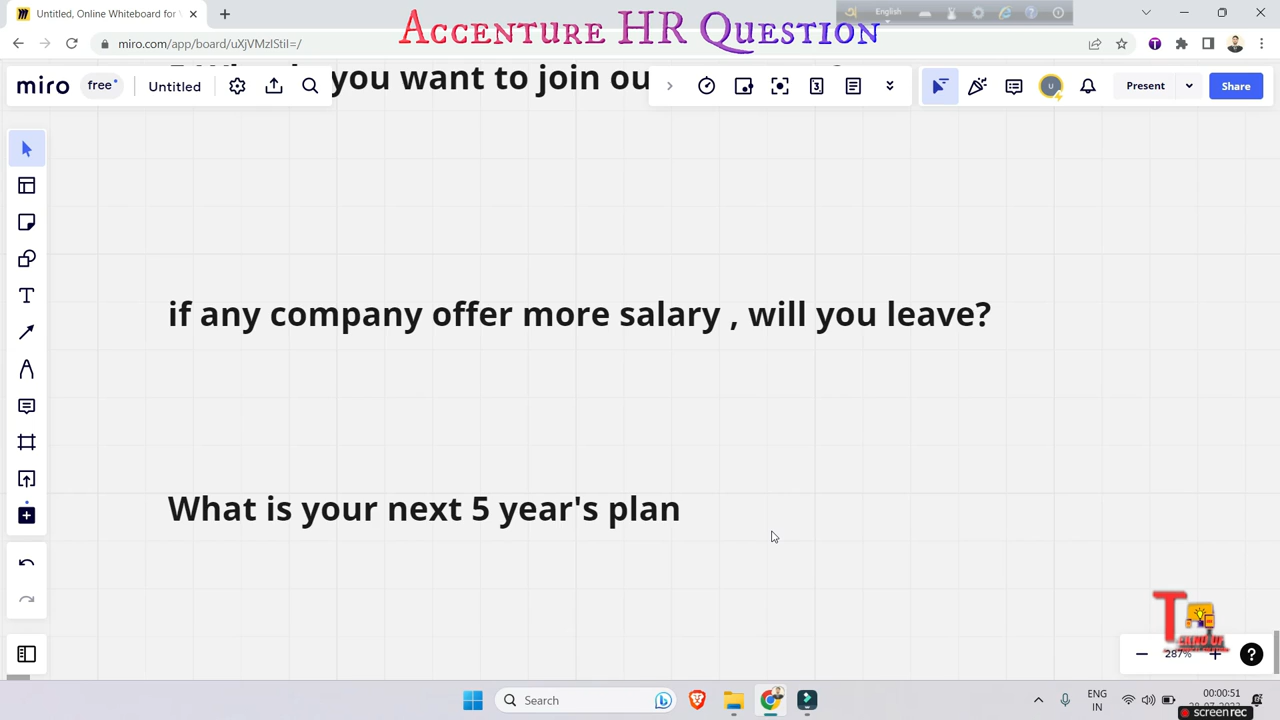 Untitled, Online Whiteboard for
Accenture HR Question
English
miro.com/app/board/uXjVMzlStiI=/
you want to join ou
miro
free
Untitled
Present
Share
if any company offer more salary , will you leave?
What is your next 5 year's plan
287%
Search
ENG
IN
00:00:51
screenrec